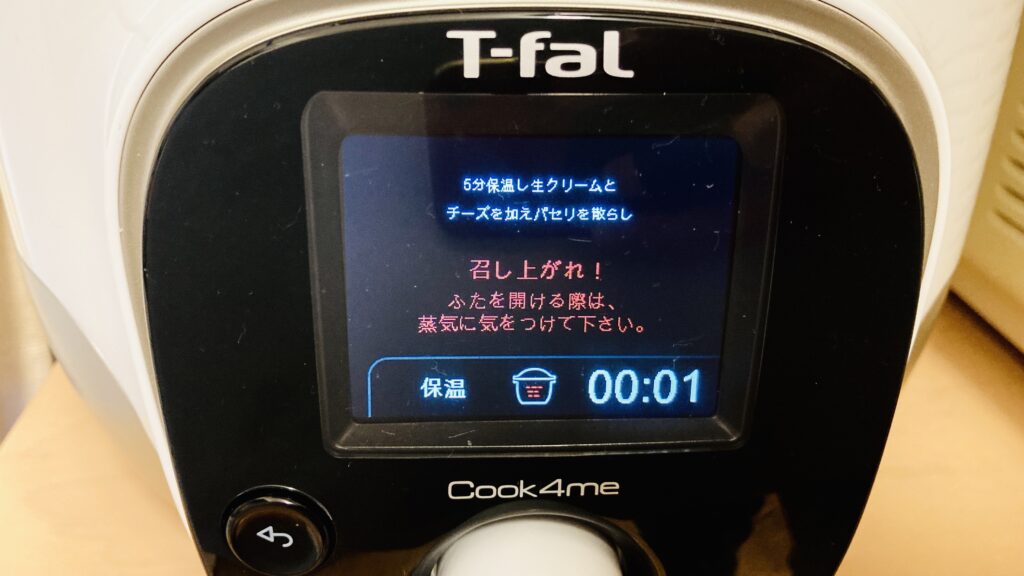 T-fal
5分保温し生クリームと
チーズを加えパセリを散らし
召し上がれ！
ふたを開ける際は、
蒸気に気をつけて下さい。
保温 00:01
Cook4me